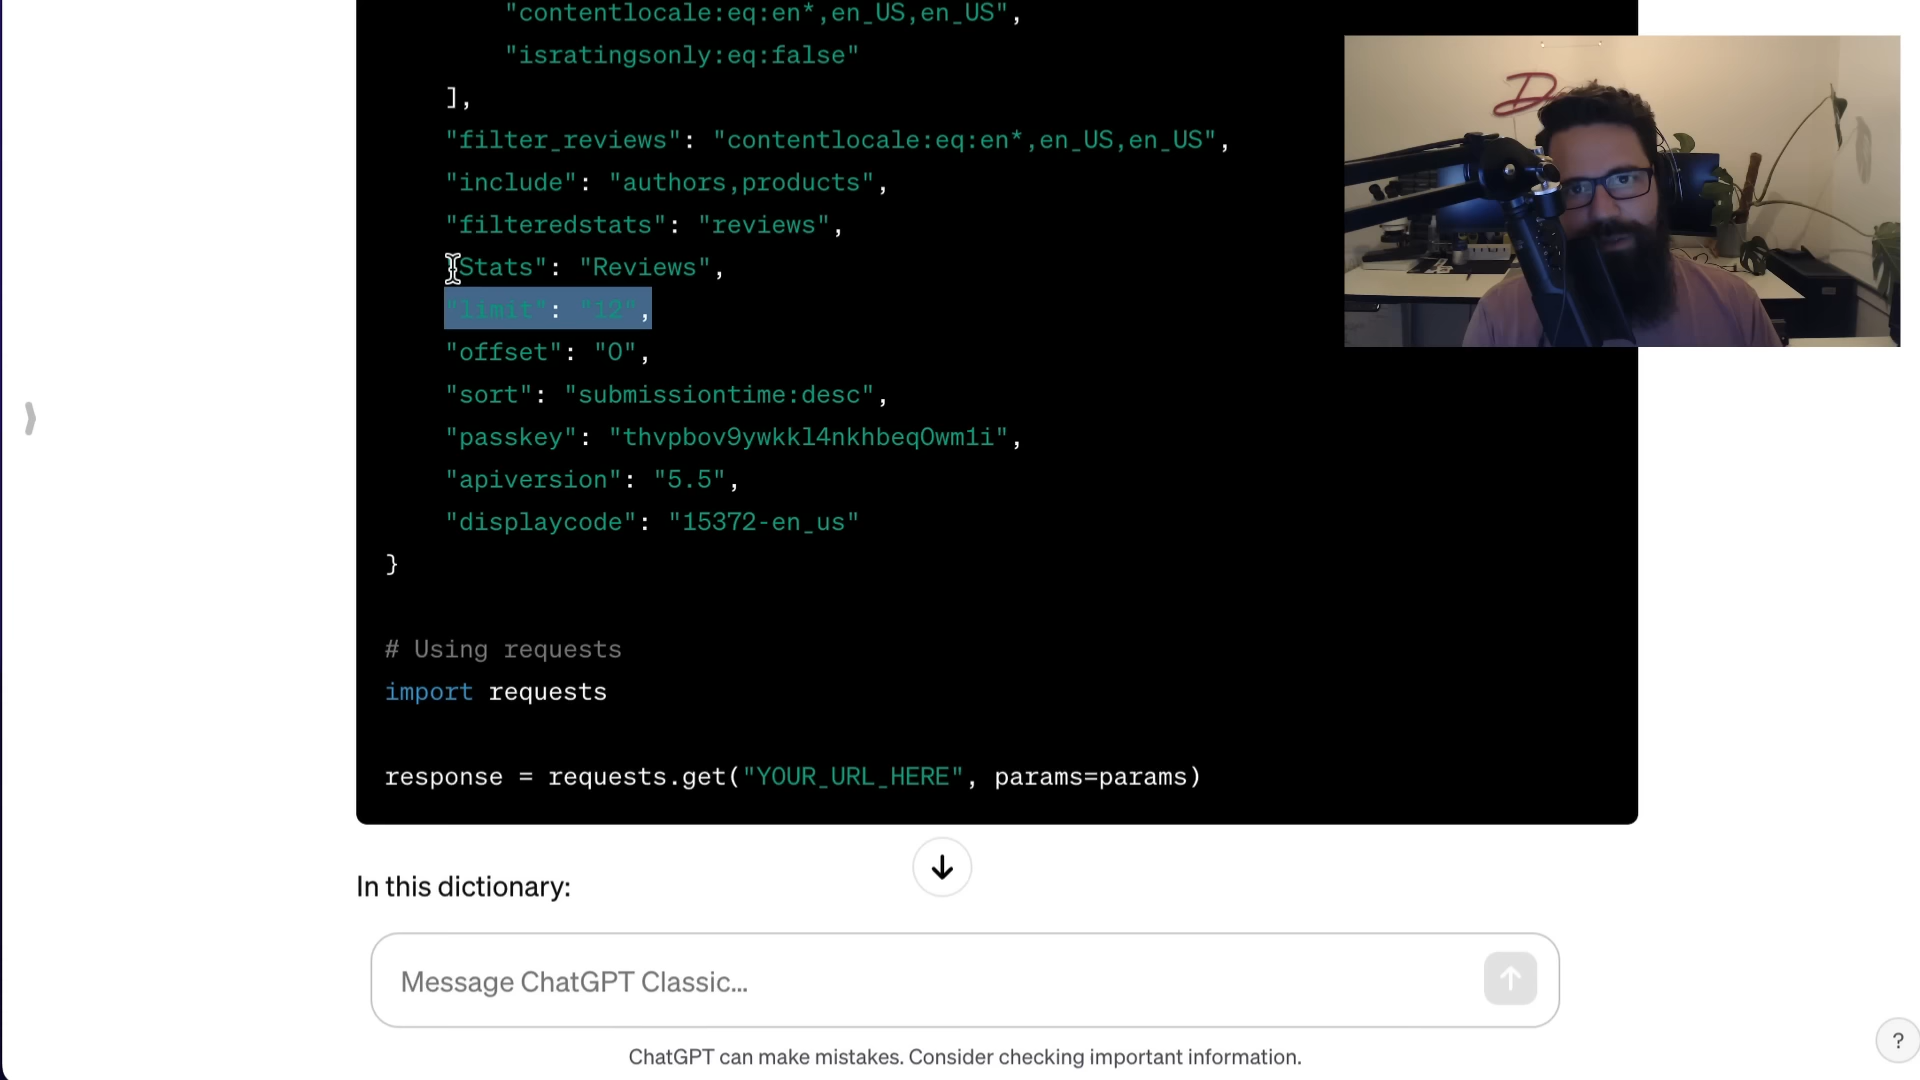 "contentlocale:eq:en*,en_US,en_US",
"isratingsonly:eq:false"
],
"filter_reviews": "contentlocale:eq:en*,en_US,en_US",
"include": "authors,products",
"filteredstats": "reviews",
"Stats": "Reviews",
"limit": "12",
"offset": "0",
"sort": "submissiontime:desc",
"passkey": "thvpbov9ywkkl4nkhbeq0wm1i",
"apiversion": "5.5",
"displaycode": "15372-en_us"
}
# Using requests
import requests
response = requests.get("YOUR_URL_HERE", params=params)
In this dictionary:
Message ChatGPT Classic...
ChatGPT can make mistakes. Consider checking important information.
?